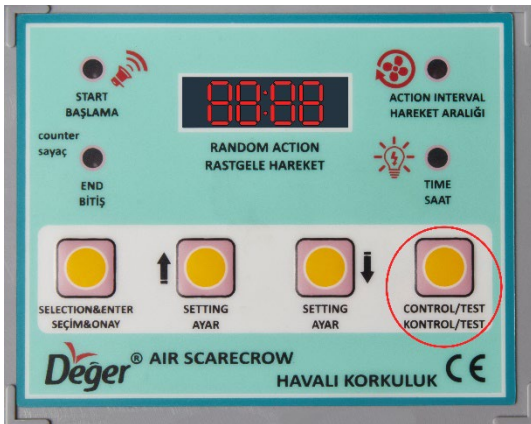 START
BAŞLAMA
88:88
ACTION INTERVAL
HAREKET ARALIĞI
counter
sayaç
RANDOM ACTION
RASTGELE HAREKET
END
BİTİŞ
TIME
SAAT
SELECTION&ENTER
SEÇİM&ONAY
SETTING
AYAR
SETTING
AYAR
CONTROL/TEST
KONTROL/TEST
Değer® AIR SCARECROW
HAVALI KORKULUK CE